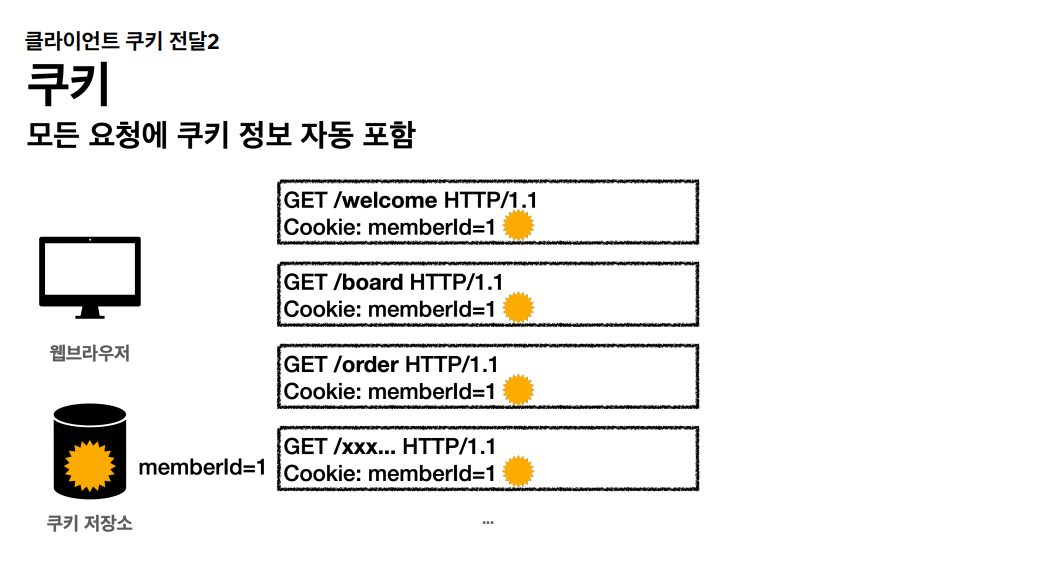 클라이언트 쿠키 전달2
쿠키
모든 요청에 쿠키 정보 자동 포함
GET /welcome HTTP/1.1
Cookie: memberId=1
GET /board HTTP/1.1
Cookie: memberId=1
웹브라우저
GET /order HTTP/1.1
Cookie: memberId=1
GET /xxx... HTTP/1.1
Cookie: memberId=1
memberId=1
쿠키 저장소
...